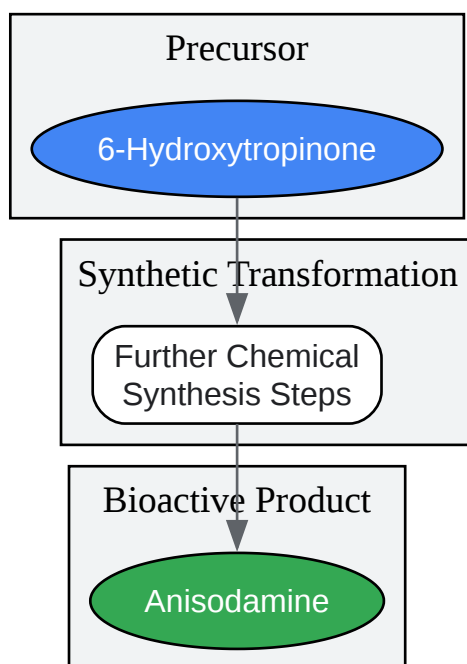 Precursor
6-Hydroxytropinone
Synthetic Transformation
Further Chemical
Synthesis Steps
Bioactive Product
Anisodamine